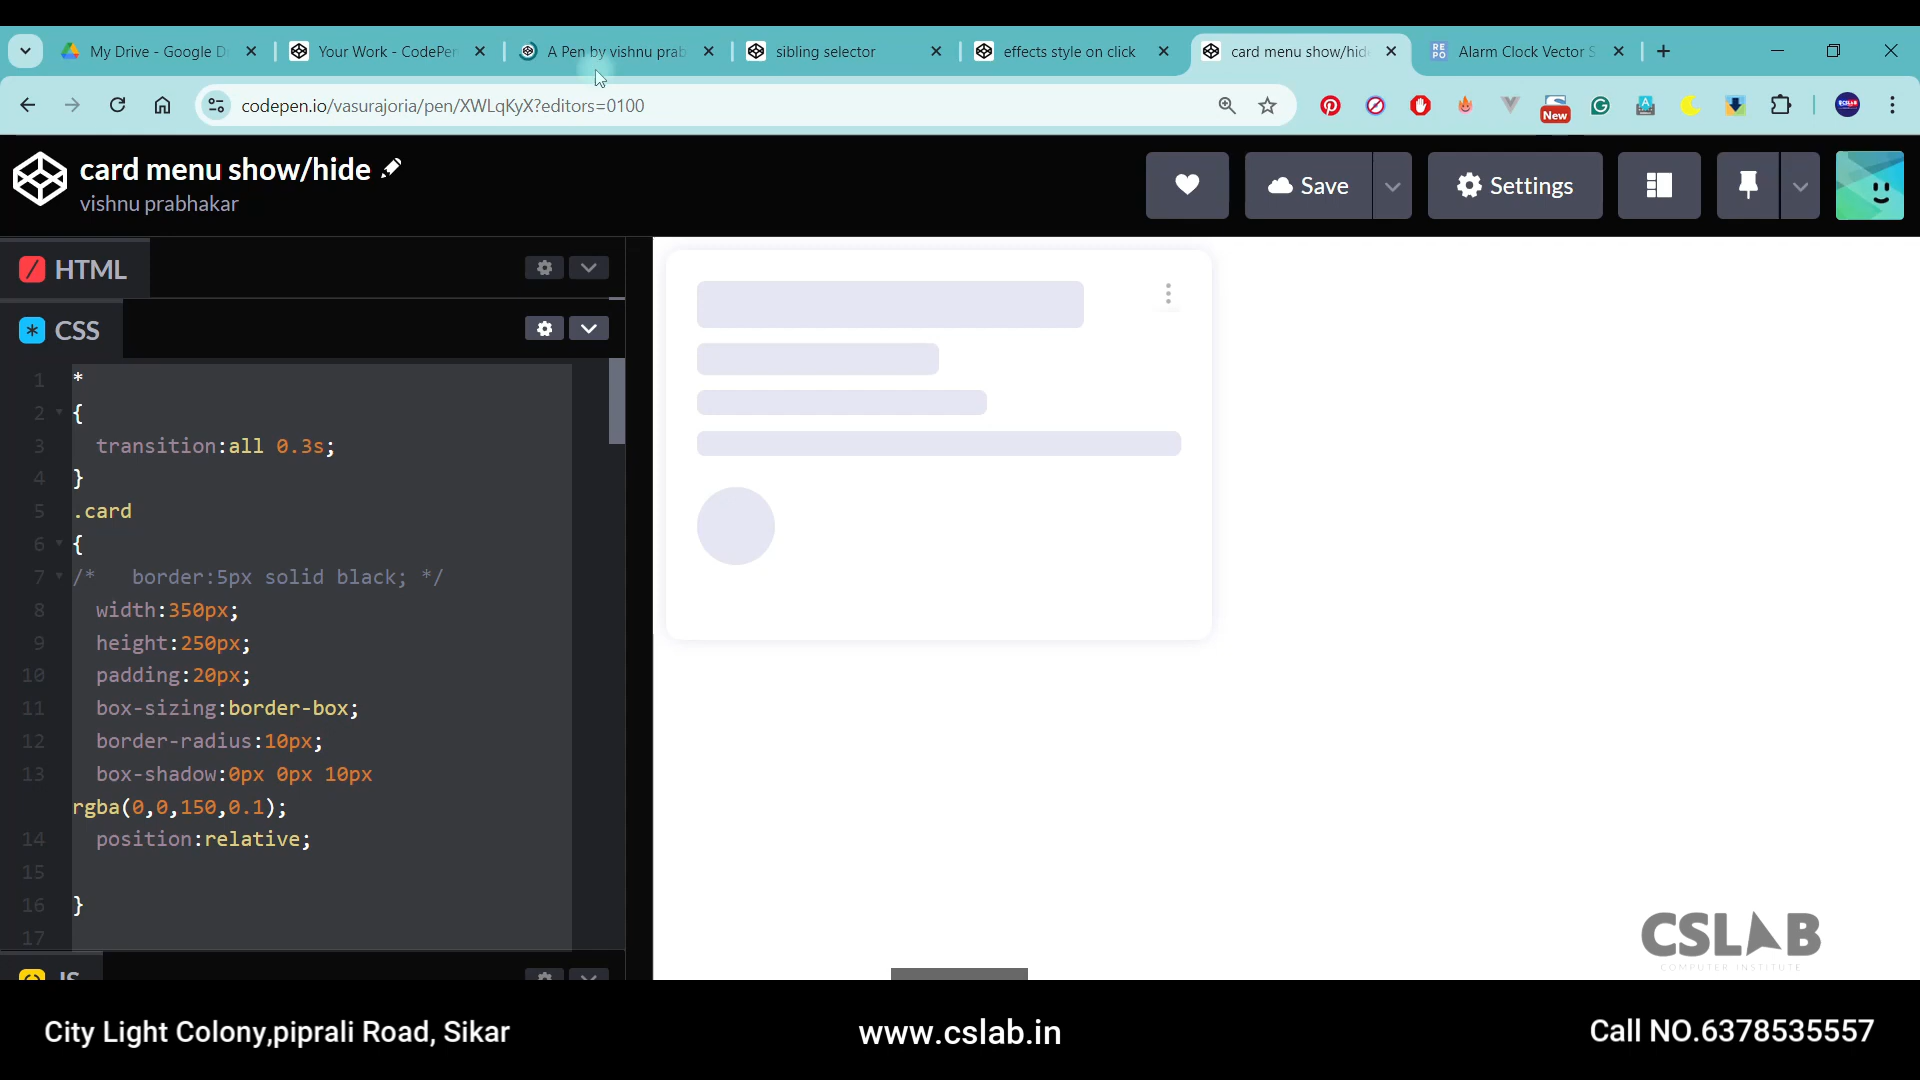 My Drive - Google D
Your Work - CodePen
A Pen by vishnu prab
sibling selector
effects style on click
card menu show/hide
Alarm Clock Vector S
codepen.io/vasurajoria/pen/XWLqKyX?editors=0100
New
card menu show/hide
vishnu prabhakar
Save
Settings
HTML
CSS
1 *
2 {
3 transition:all 0.3s;
4 }
5 .card
6 {
7 /* border:5px solid black; */
8 width:350px;
9 height:250px;
10 padding:20px;
11 box-sizing:border-box;
12 border-radius:10px;
13 box-shadow:0px 0px 10px
rgba(0,0,150,0.1);
14 position:relative;
15
16 }
17
JS
CSLAB
COMPUTER INSTITUTE
City Light Colony,piprali Road, Sikar
www.cslab.in
Call NO.6378535557